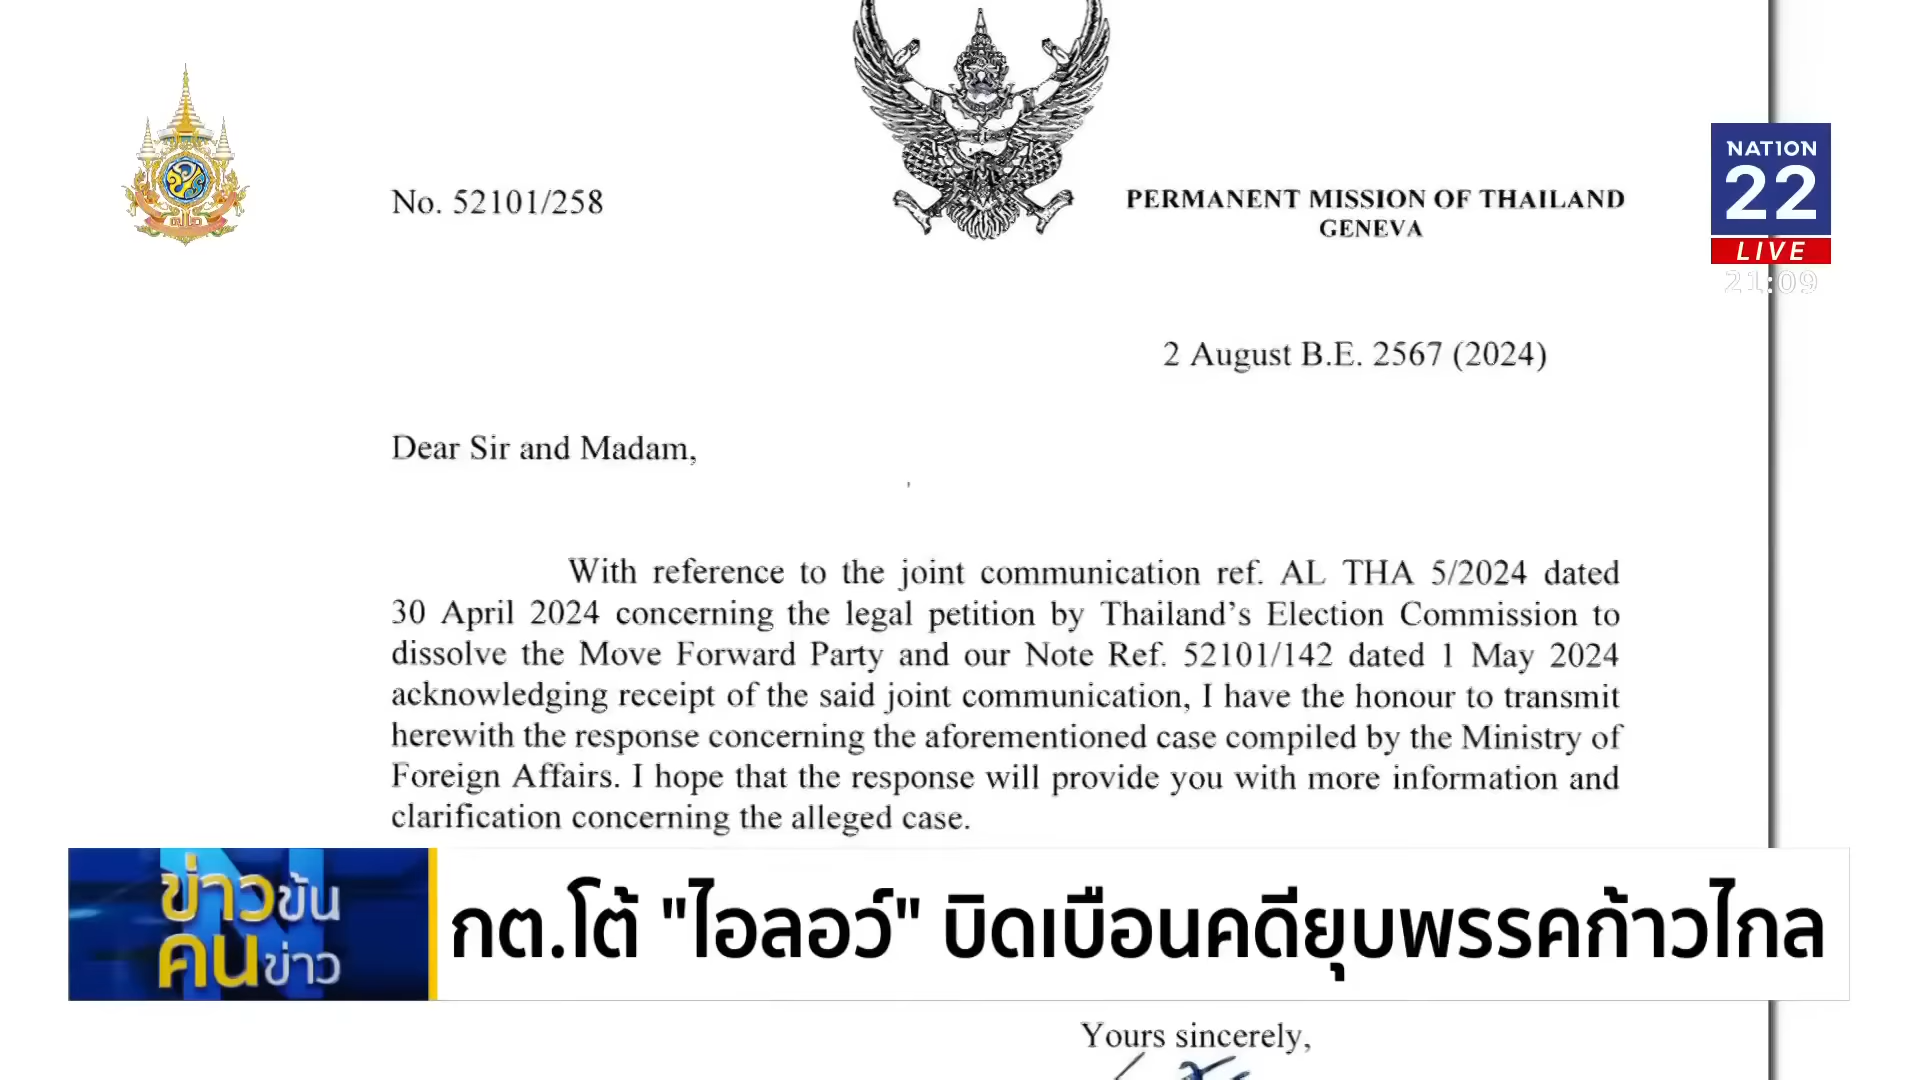 No. 52101/258
PERMANENT MISSION OF THAILAND
GENEVA
NATION
22
LIVE
21:09
2 August B.E. 2567 (2024)
Dear Sir and Madam,
With reference to the joint communication ref. AL THA 5/2024 dated
30 April 2024 concerning the legal petition by Thailand’s Election Commission to
dissolve the Move Forward Party and our Note Ref. 52101/142 dated 1 May 2024
acknowledging receipt of the said joint communication, I have the honour to transmit
herewith the response concerning the aforementioned case compiled by the Ministry of
Foreign Affairs. I hope that the response will provide you with more information and
clarification concerning the alleged case.
ข่าวข้น
คนข่าว
กต.โต้ "ไอลอว์" บิดเบือนคดียุบพรรคก้าวไกล
Yours sincerely,